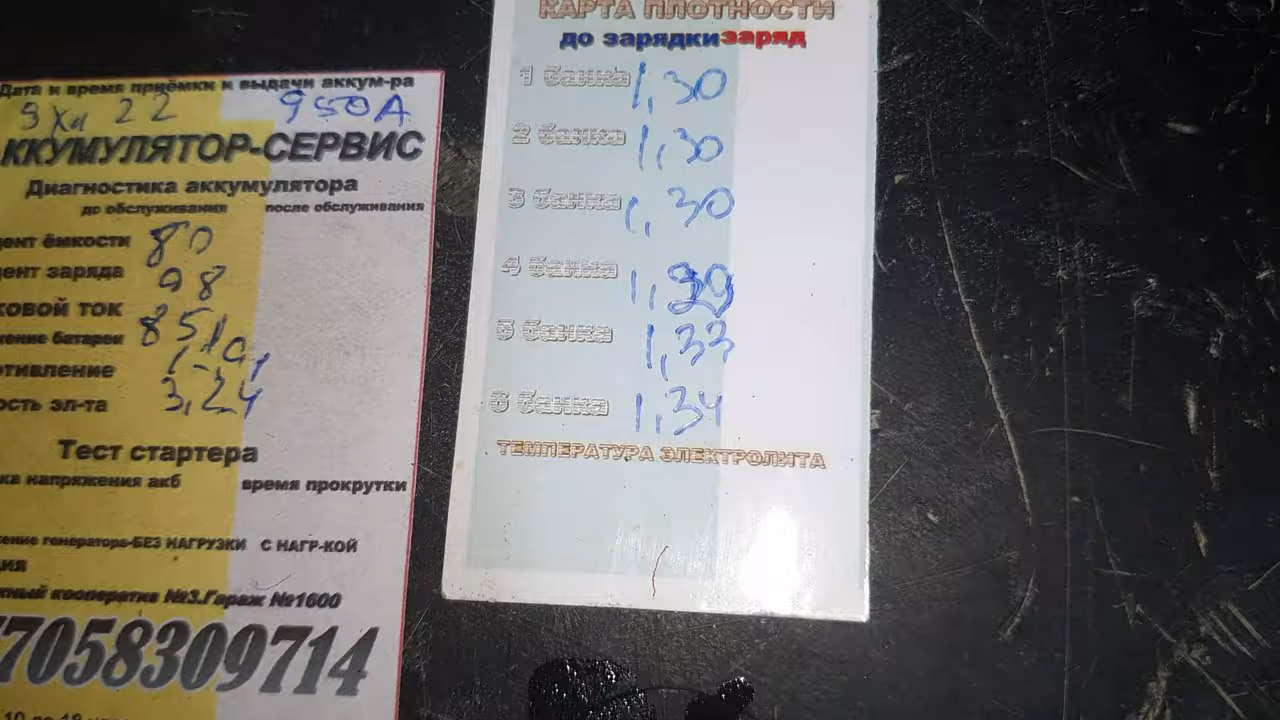 Дата и время приёмки и выдачи аккум-ра
9 XII 22 950А
АККУМУЛЯТОР-СЕРВИС
Диагностика аккумулятора
до обслуживания после обслуживания
ент ёмкости 80
ент заряда 98
ковой ток 851
ение батареи
отивление 3,24
ость эл-та
Тест стартера
ка напряжения акб время прокрутки
ение генератора-БЕЗ НАГРУЗКИ С НАГР-КОЙ
ия
жный кооператив №3.Гараж №1600
77058309714
КАРТА ПЛОТНОСТИ
до зарядки заряд
1 банка 1,30
2 банка 1,30
3 банка 1,30
4 банка 1,29
5 банка 1,33
6 банка 1,34
ТЕМПЕРАТУРА ЭЛЕКТРОЛИТА